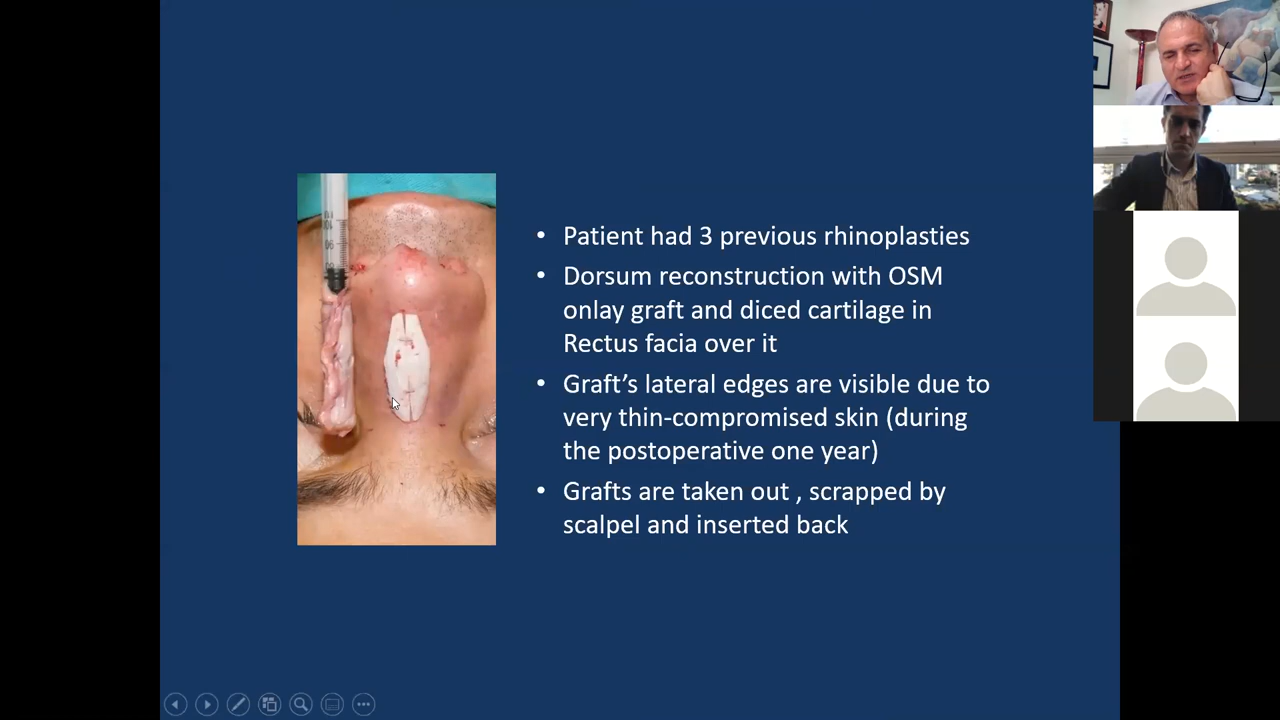 • Patient had 3 previous rhinoplasties
• Dorsum reconstruction with OSM
onlay graft and diced cartilage in
Rectus facia over it
• Graft’s lateral edges are visible due to
very thin-compromised skin (during
the postoperative one year)
• Grafts are taken out , scrapped by
scalpel and inserted back